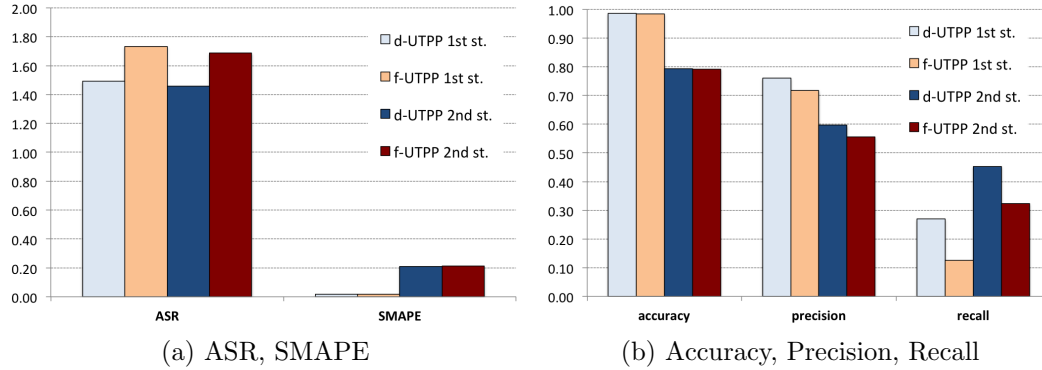 2.00
1.80
1.60
1.40
1.20
1.00
0.80
0.60
0.40
0.20
0.00
d-UTPP 1st st.
f-UTPP 1st st.
d-UTPP 2nd st.
f-UTPP 2nd st.
ASR SMAPE
(a) ASR, SMAPE
1.00
0.90
0.80
0.70
0.60
0.50
0.40
0.30
0.20
0.10
0.00
d-UTPP 1st st.
f-UTPP 1st st.
d-UTPP 2nd st.
f-UTPP 2nd st.
accuracy precision recall
(b) Accuracy, Precision, Recall